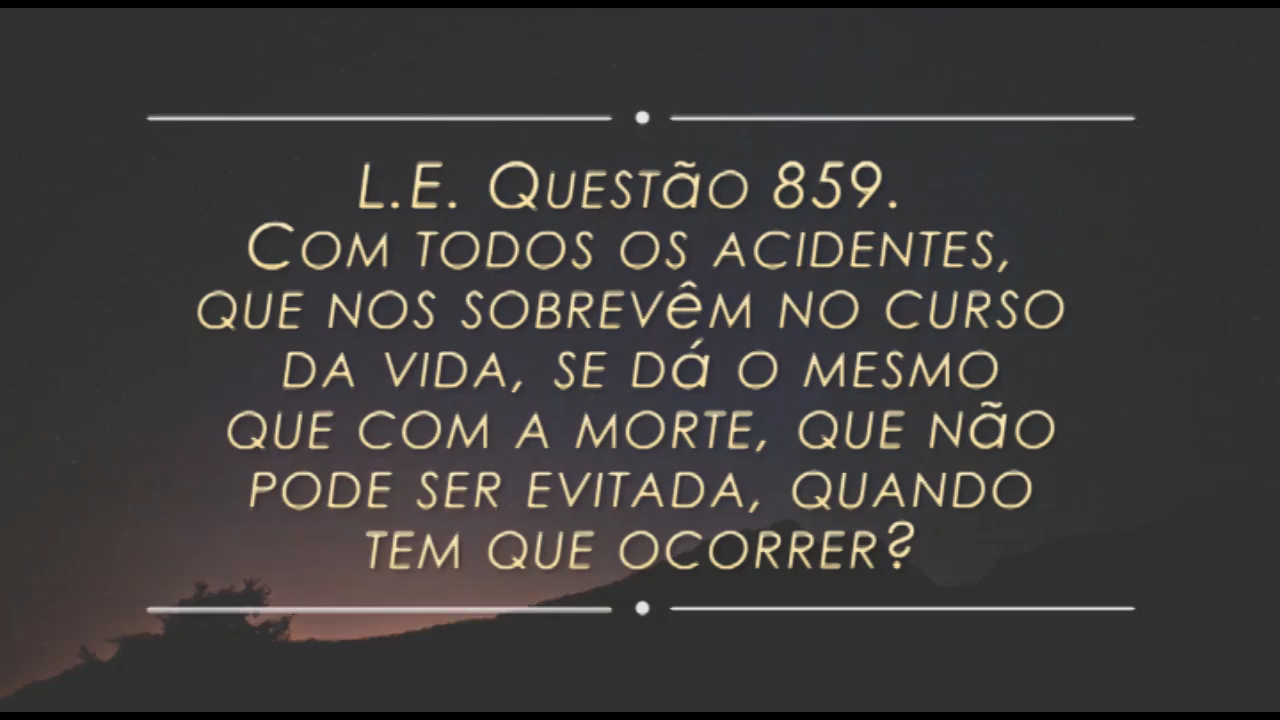 L.E. Questão 859.
Com todos os acidentes,
que nos sobrevêm no curso
da vida, se dá o mesmo
que com a morte, que não
pode ser evitada, quando
tem que ocorrer?